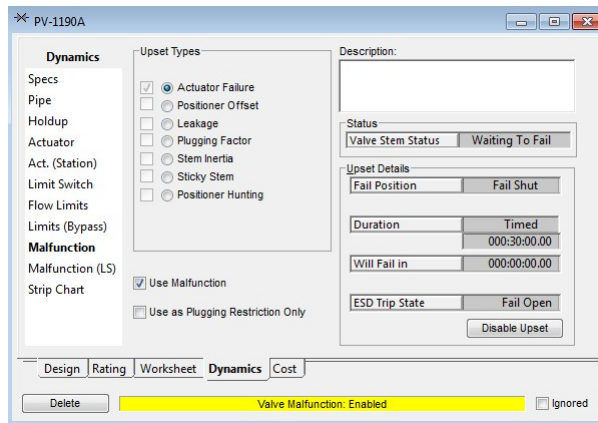 PV-1190A
Dynamics
Specs
Pipe
Holdup
Actuator
Act. (Station)
Limit Switch
Flow Limits
Limits (Bypass)
Malfunction
Malfunction (LS)
Strip Chart
Upset Types
Actuator Failure
Positioner Offset
Leakage
Plugging Factor
Stem Inertia
Sticky Stem
Positioner Hunting
Use Malfunction
Use as Plugging Restriction Only
Description:
Status
Valve Stem Status Waiting To Fail
Upset Details
Fail Position Fail Shut
Duration Timed
000:30:00.00
Will Fail in 000:00:00.00
ESD Trip State Fail Open
Disable Upset
Design Rating Worksheet Dynamics Cost
Delete Valve Malfunction: Enabled Ignored